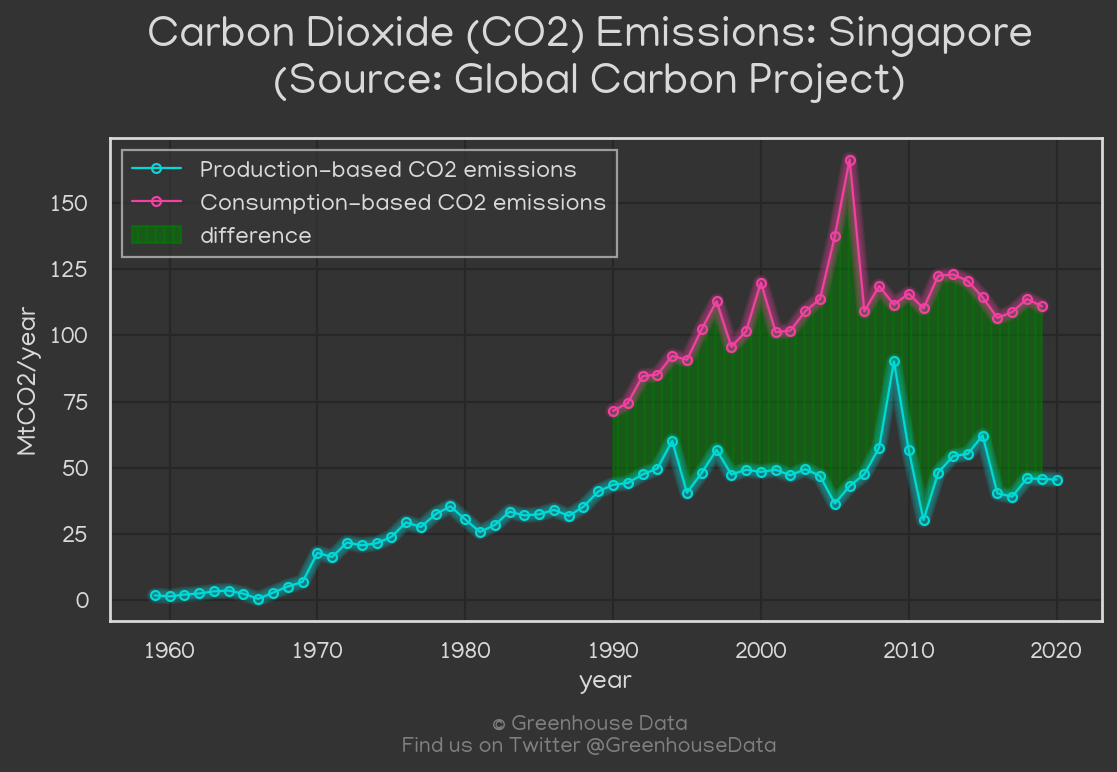 Carbon Dioxide (CO2) Emissions: Singapore
(Source: Global Carbon Project)
Production-based CO2 emissions
Consumption-based CO2 emissions
difference
MtCO2/year
150
125
100
75
50
25
0
1960 1970 1980 1990 2000 2010 2020
year
© Greenhouse Data
Find us on Twitter @GreenhouseData